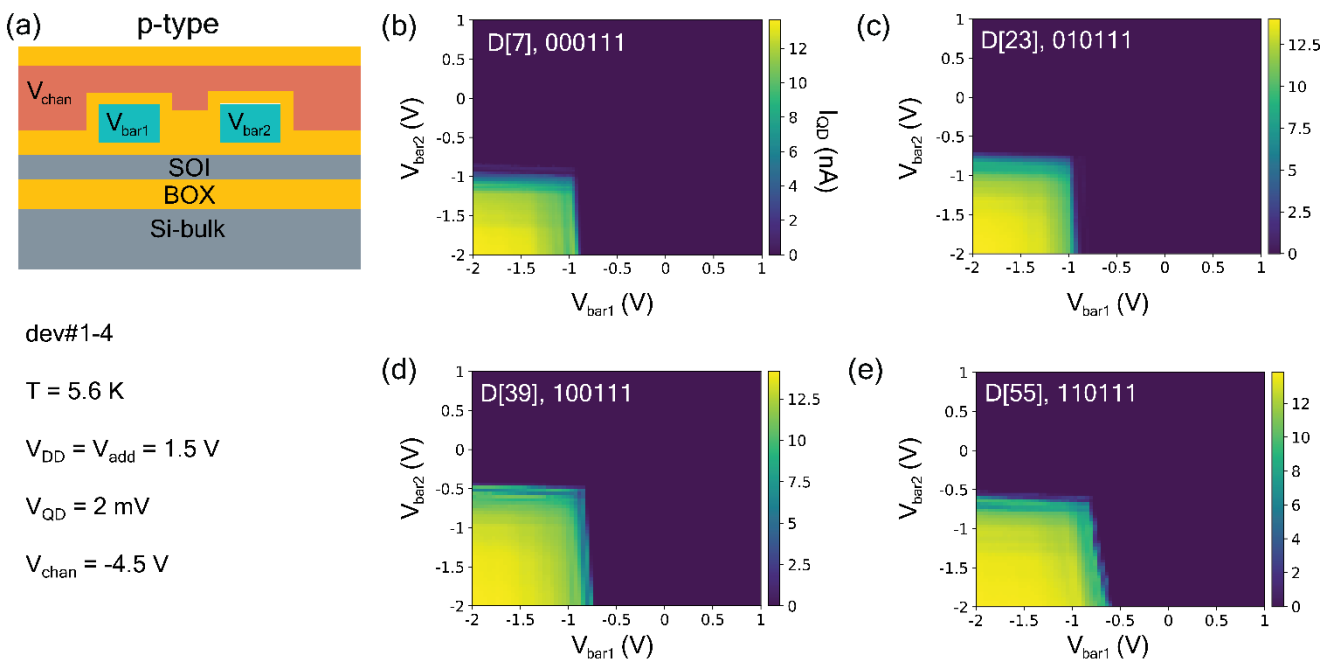 (a)
p-type
V_chan
V_bar1
V_bar2
SOI
BOX
Si-bulk
dev#1-4
T = 5.6 K
V_DD = V_add = 1.5 V
V_QD = 2 mV
V_chan = -4.5 V
(b)
D[7], 000111
1
0.5
0
-0.5
-1
-1.5
-2
V_bar2 (V)
-2 -1.5 -1 -0.5 0 0.5 1
V_bar1 (V)
12
10
8
6
4
2
0
I_QD (nA)
(c)
D[23], 010111
1
0.5
0
-0.5
-1
-1.5
-2
V_bar2 (V)
-2 -1.5 -1 -0.5 0 0.5 1
V_bar1 (V)
12.5
10
7.5
5
2.5
0
(d)
D[39], 100111
1
0.5
0
-0.5
-1
-1.5
-2
V_bar2 (V)
-2 -1.5 -1 -0.5 0 0.5 1
V_bar1 (V)
12.5
10
7.5
5
2.5
0
(e)
D[55], 110111
1
0.5
0
-0.5
-1
-1.5
-2
V_bar2 (V)
-2 -1.5 -1 -0.5 0 0.5 1
V_bar1 (V)
12
10
8
6
4
2
0